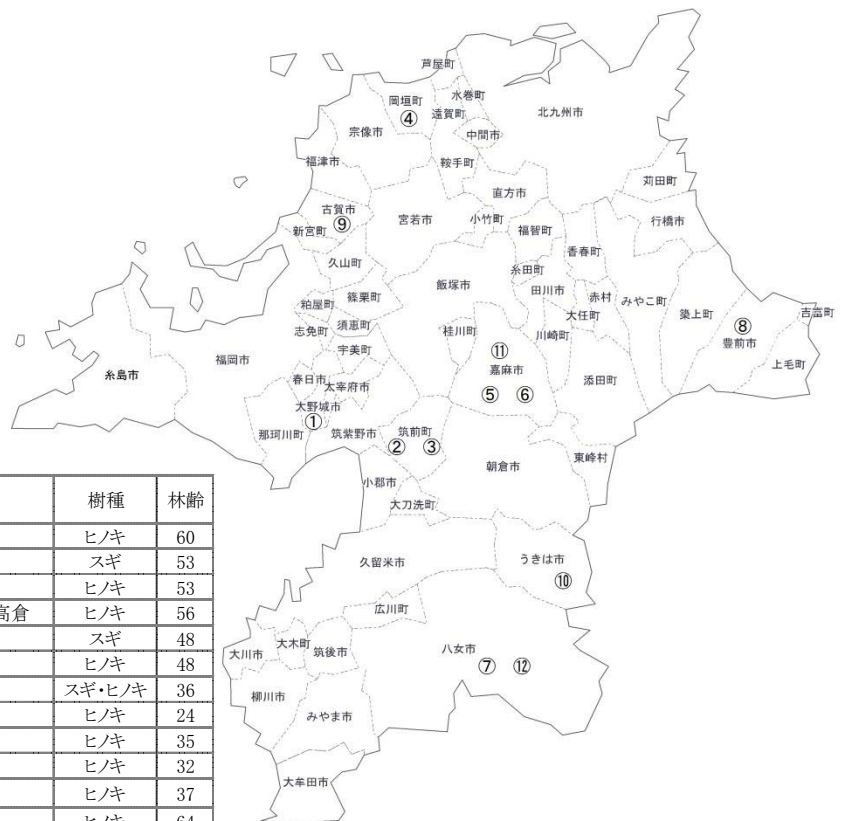 芦屋町
水巻町
岡垣町
④
遠賀町
北九州市
宗像市
中間市
鞍手町
福津市
苅田町
直方市
古賀市
⑨
宮若市
小竹町
福智町
行橋市
新宮町
香春町
久山町
糸田町
飯塚市
田川市
赤村
みやこ町
篠栗町
粕屋町
大任町
築上町
吉富町
⑧
豊前市
須恵町
志免町
桂川町
川崎町
宇美町
⑪
嘉麻市
福岡市
上毛町
糸島市
春日市
太宰府市
添田町
⑤
⑥
大野城市
①
那珂川町
筑紫野市
筑前町
②
③
朝倉市
東峰村
小郡市
大刀洗町
久留米市
うきは市
⑩
広川町
大川市
大木町
筑後市
八女市
⑦
⑫
柳川市
みやま市
大牟田市
樹種 林齢
ヒノキ 60
スギ 53
ヒノキ 53
高倉 ヒノキ 56
スギ 48
ヒノキ 48
スギ・ヒノキ 36
ヒノキ 24
ヒノキ 35
ヒノキ 32
ヒノキ 37
ヒノキ 64